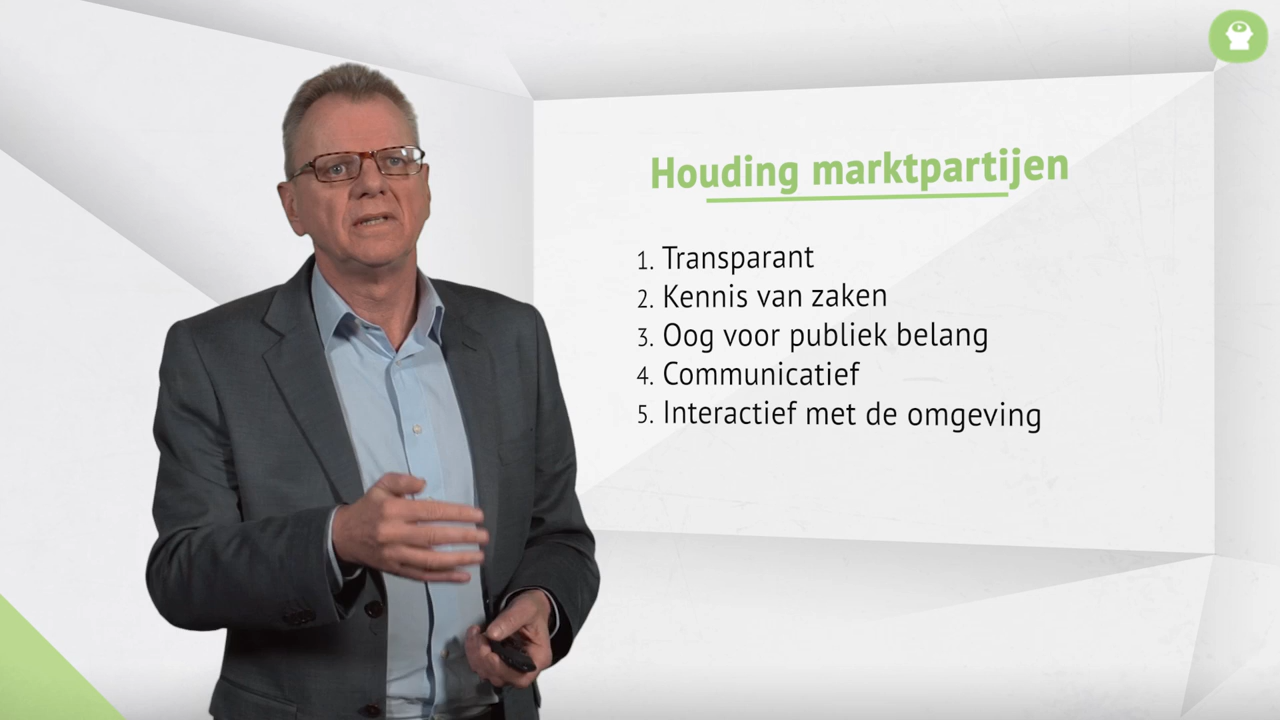 Houding marktpartijen
1. Transparant
2. Kennis van zaken
3. Oog voor publiek belang
4. Communicatief
5. Interactief met de omgeving